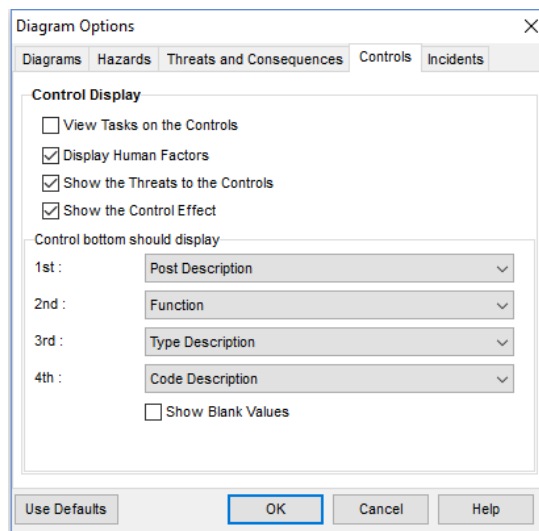 Diagram Options
Diagrams Hazards Threats and Consequences Controls Incidents
Control Display
View Tasks on the Controls
Display Human Factors
Show the Threats to the Controls
Show the Control Effect
Control bottom should display
1st : Post Description
2nd : Function
3rd : Type Description
4th : Code Description
Show Blank Values
Use Defaults OK Cancel Help